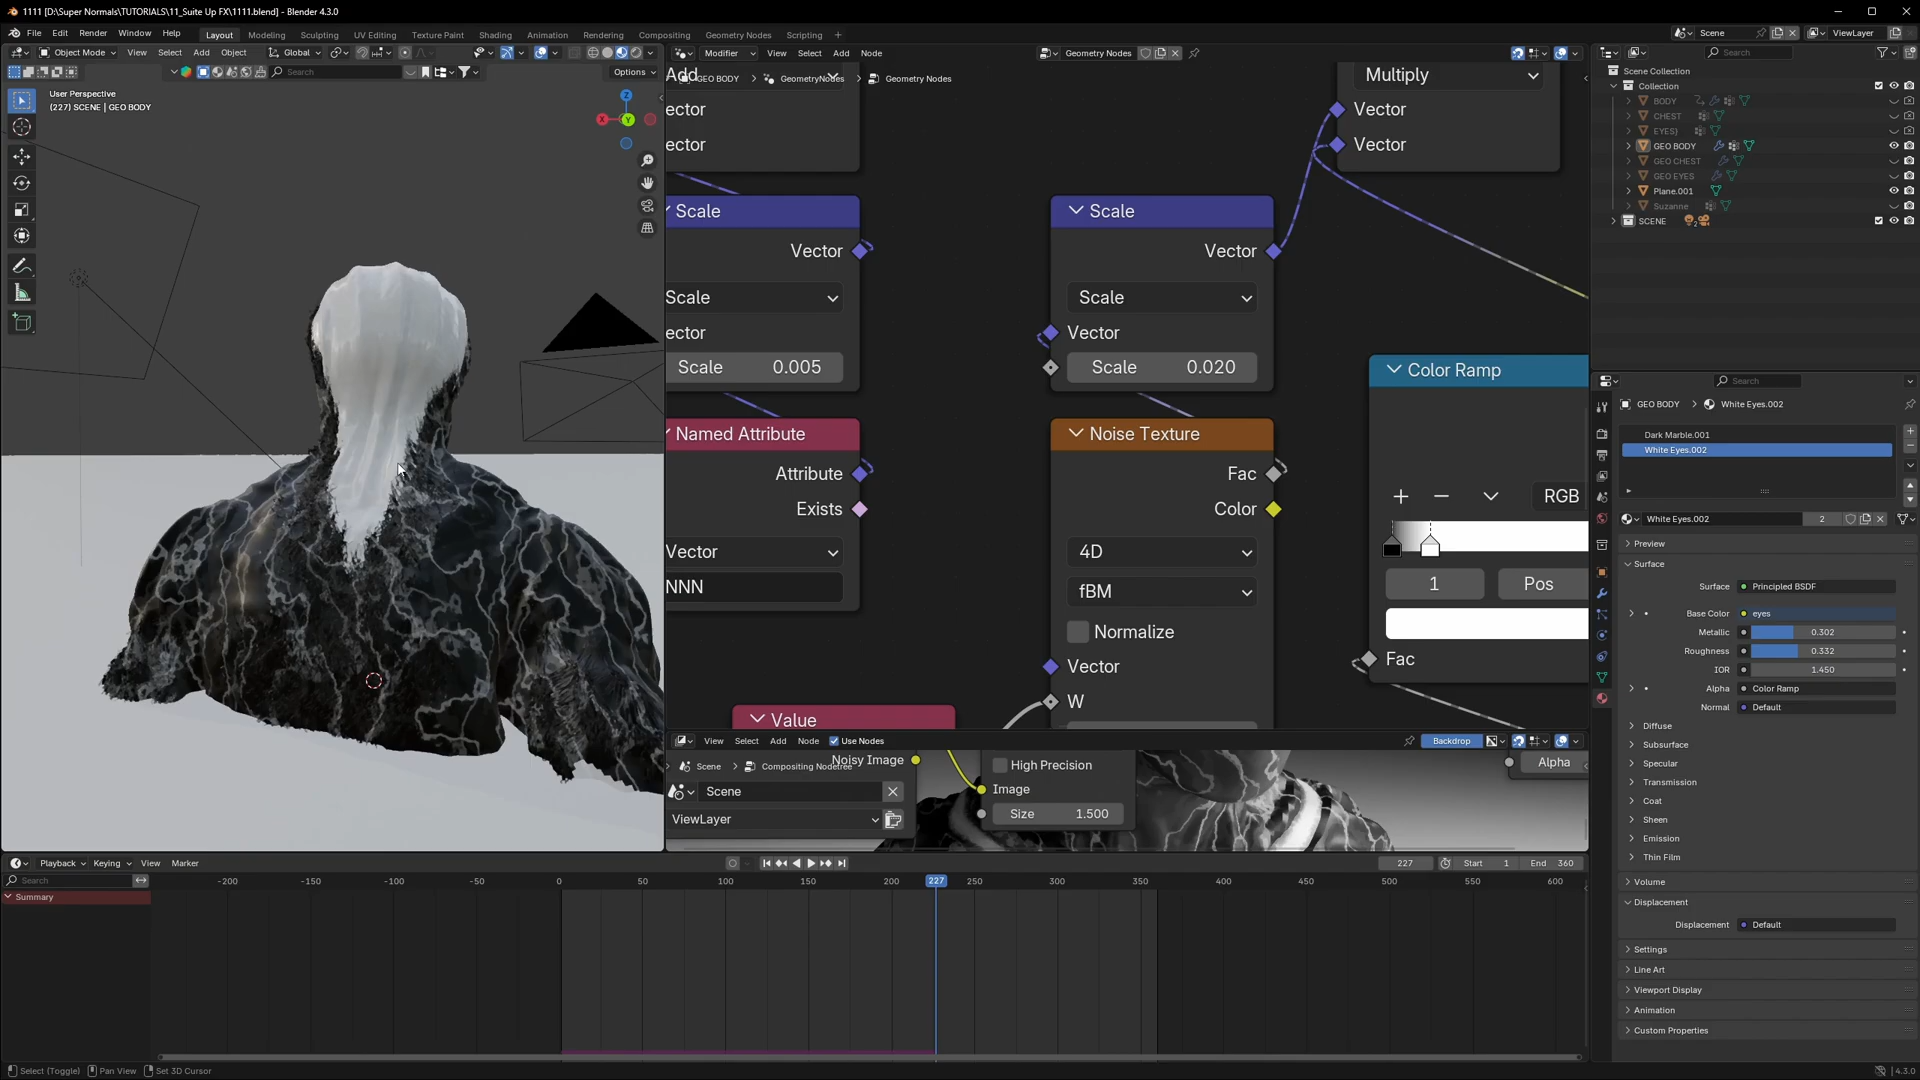 1111 [D:\Super Normals\TUTORIALS\11_Suite Up FX\1111.blend] - Blender 4.3.0
File Edit Render Window Help Layout Modeling Sculpting UV Editing Texture Paint Shading Animation Rendering Compositing Geometry Nodes Scripting + Scene ViewLayer
Object Mode View Select Add Object Global Modifier View Select Add Node Geometry Nodes Search
Search Options
GEO BODY > GeometryNodes > Geometry Nodes
User Perspective
(227) SCENE | GEO BODY
Z
X
Y
Add
ector
ector
Scale
Vector
Scale
ector
Scale 0.005
Named Attribute
Attribute
Exists
Vector
NNN
Value
Scale
Vector
Scale
Vector
Scale 0.020
Noise Texture
Fac
Color
4D
fBM
Normalize
Vector
W
Multiply
Vector
Vector
Color Ramp
RGB
1 Pos
Fac
Scene Collection
Collection
BODY
CHEST
EYES)
GEO BODY
GEO CHEST
GEO EYES
Plane.001
Suzanne
SCENE
Search
GEO BODY > White Eyes.002
Dark Marble.001
White Eyes.002
White Eyes.002 2
Preview
Surface
Surface Principled BSDF
Base Color eyes
Metallic 0.302
Roughness 0.332
IOR 1.450
Alpha Color Ramp
Normal Default
Diffuse
Subsurface
Specular
Transmission
Coat
Sheen
Emission
Thin Film
Volume
Displacement
Displacement Default
Settings
Line Art
Viewport Display
Animation
Custom Properties
View Select Add Node Use Nodes Backdrop
Scene > Compositing Nodetree
Noisy Image
Scene
ViewLayer
High Precision
Image
Size 1.500
Alpha
Playback Keying View Marker 227 Start 1 End 360
Search
-200 -150 -100 -50 0 50 100 150 200 227 250 300 350 400 450 500 550 600
Summary
Select (Toggle) Pan View Set 3D Cursor 4.3.0